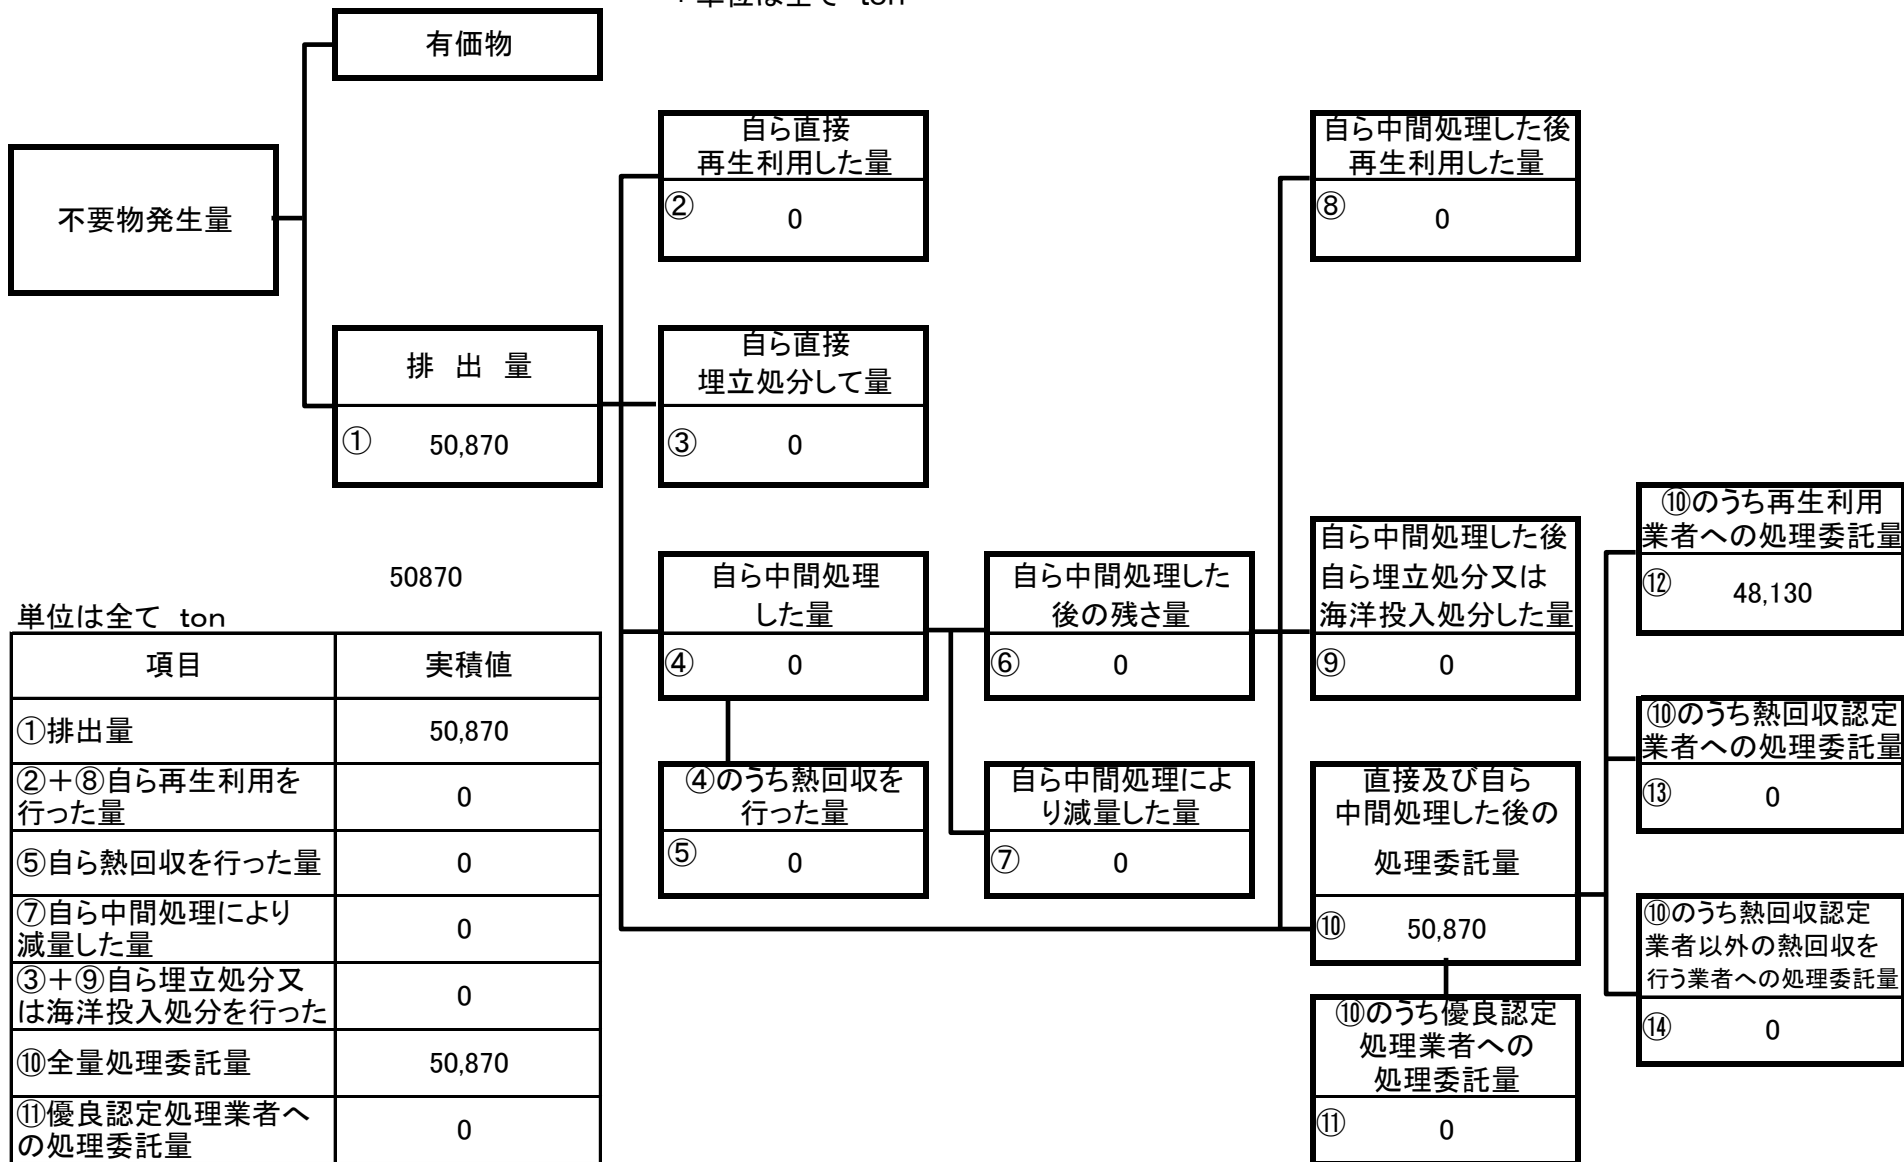 単位は全て ton
有価物
不要物発生量
自ら直接
再生利用した量
② 0
自ら中間処理した後
再生利用した量
⑧ 0
排 出 量
① 50,870
自ら直接
埋立処分して量
③ 0
50870
自ら中間処理
した量
④ 0
自ら中間処理した
後の残さ量
⑥ 0
自ら中間処理した後
自ら埋立処分又は
海洋投入処分した量
⑨ 0
⑩のうち再生利用
業者への処理委託量
⑫ 48,130
④のうち熱回収を
行った量
⑤ 0
自ら中間処理によ
り減量した量
⑦ 0
直接及び自ら
中間処理した後の
処理委託量
⑩ 50,870
⑩のうち熱回収認定
業者への処理委託量
⑬ 0
⑩のうち熱回収認定
業者以外の熱回収を
行う業者への処理委託量
⑭ 0
⑩のうち優良認定
処理業者への
処理委託量
⑪ 0
単位は全て ton
項目 実積値
①排出量 50,870
②＋⑧自ら再生利用を
行った量 0
⑤自ら熱回収を行った量 0
⑦自ら中間処理により
減量した量 0
③＋⑨自ら埋立処分又
は海洋投入処分を行った 0
⑩全量処理委託量 50,870
⑪優良認定処理業者へ
の処理委託量 0